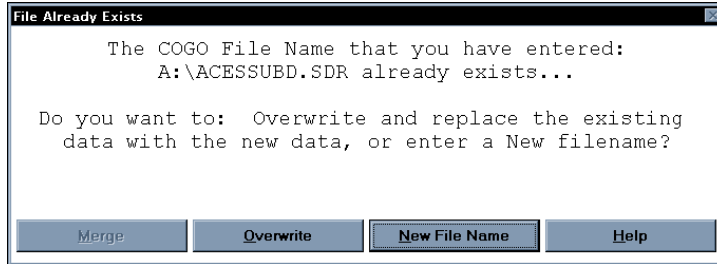 File Already Exists
The COGO File Name that you have entered:
A:\ACESSUBD.SDR already exists...
Do you want to:  Overwrite and replace the existing
data with the new data, or enter a New filename?
Merge
Overwrite
New File Name
Help